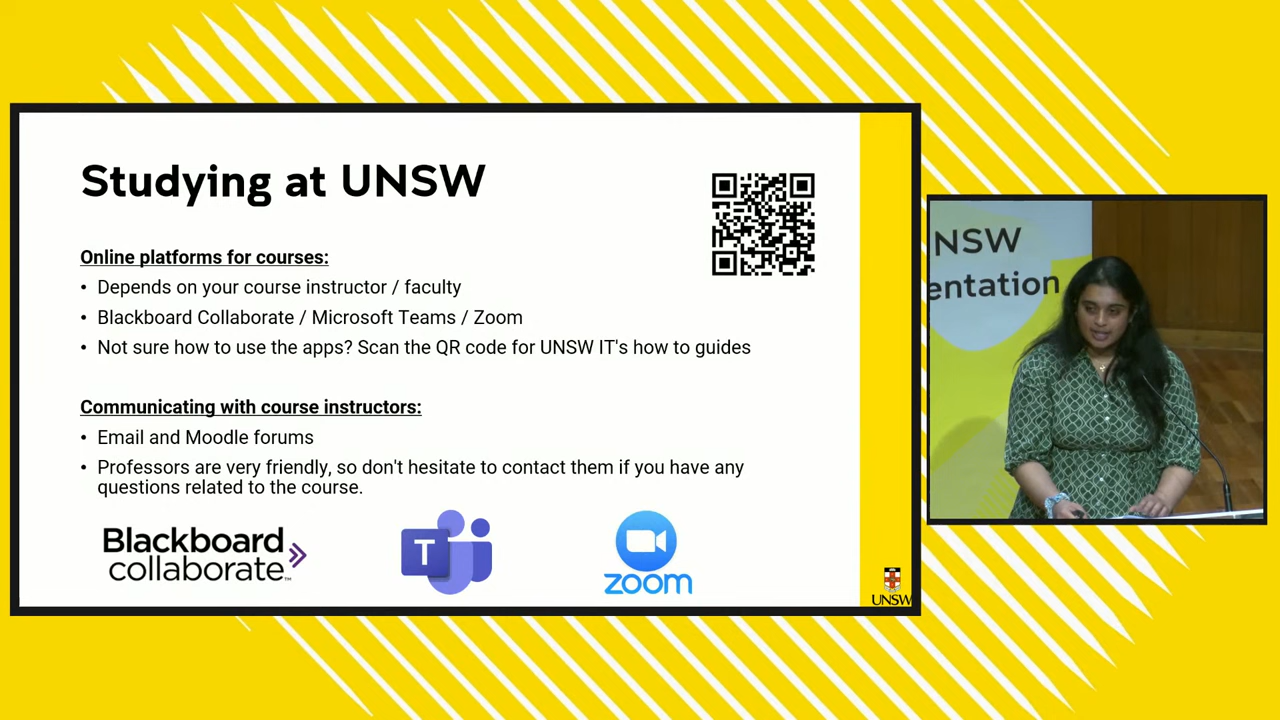 Studying at UNSW
Online platforms for courses:
• Depends on your course instructor / faculty
• Blackboard Collaborate / Microsoft Teams / Zoom
• Not sure how to use the apps? Scan the QR code for UNSW IT's how to guides
Communicating with course instructors:
• Email and Moodle forums
• Professors are very friendly, so don't hesitate to contact them if you have any
questions related to the course.
Blackboard
collaborate™
T
zoom
UNSW
NSW
entation